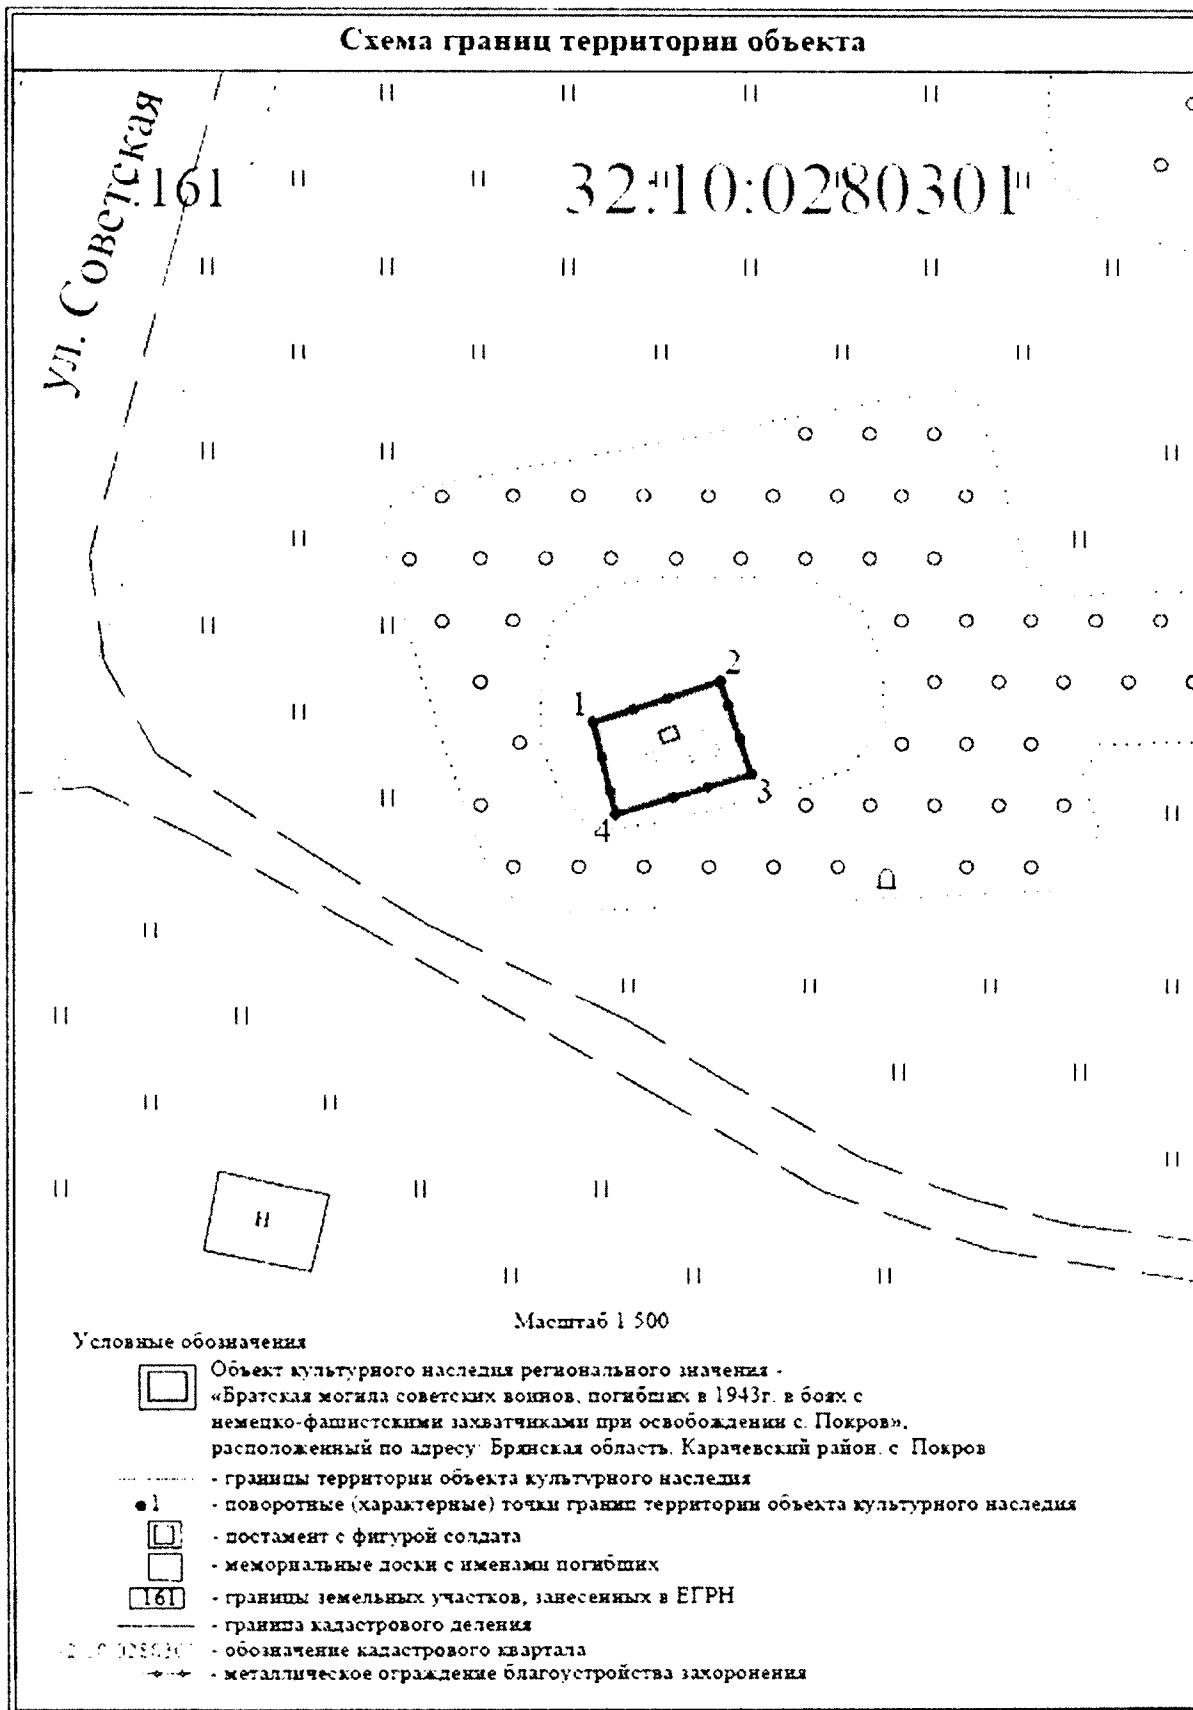 Схема границ территории объекта
ул. Советская
:161
32:10:0280301
1
2
3
4
Н
Масштаб 1 500
Условные обозначения
Объект культурного наследия регионального значения -
«Братская могила советских воинов, погибших в 1943г. в боях с
немецко-фашистскими захватчиками при освобождении с. Покров»,
расположенный по адресу: Брянская область, Карачевский район, с Покров
- границы территории объекта культурного наследия
1 - поворотные (характерные) точки границ территории объекта культурного наследия
- постамент с фигурой солдата
- мемориальные доски с именами погибших
161 - границы земельных участков, занесенных в ЕГРН
- граница кадастрового деления
- обозначение кадастрового квартала
- металлическое ограждение благоустройства захоронения